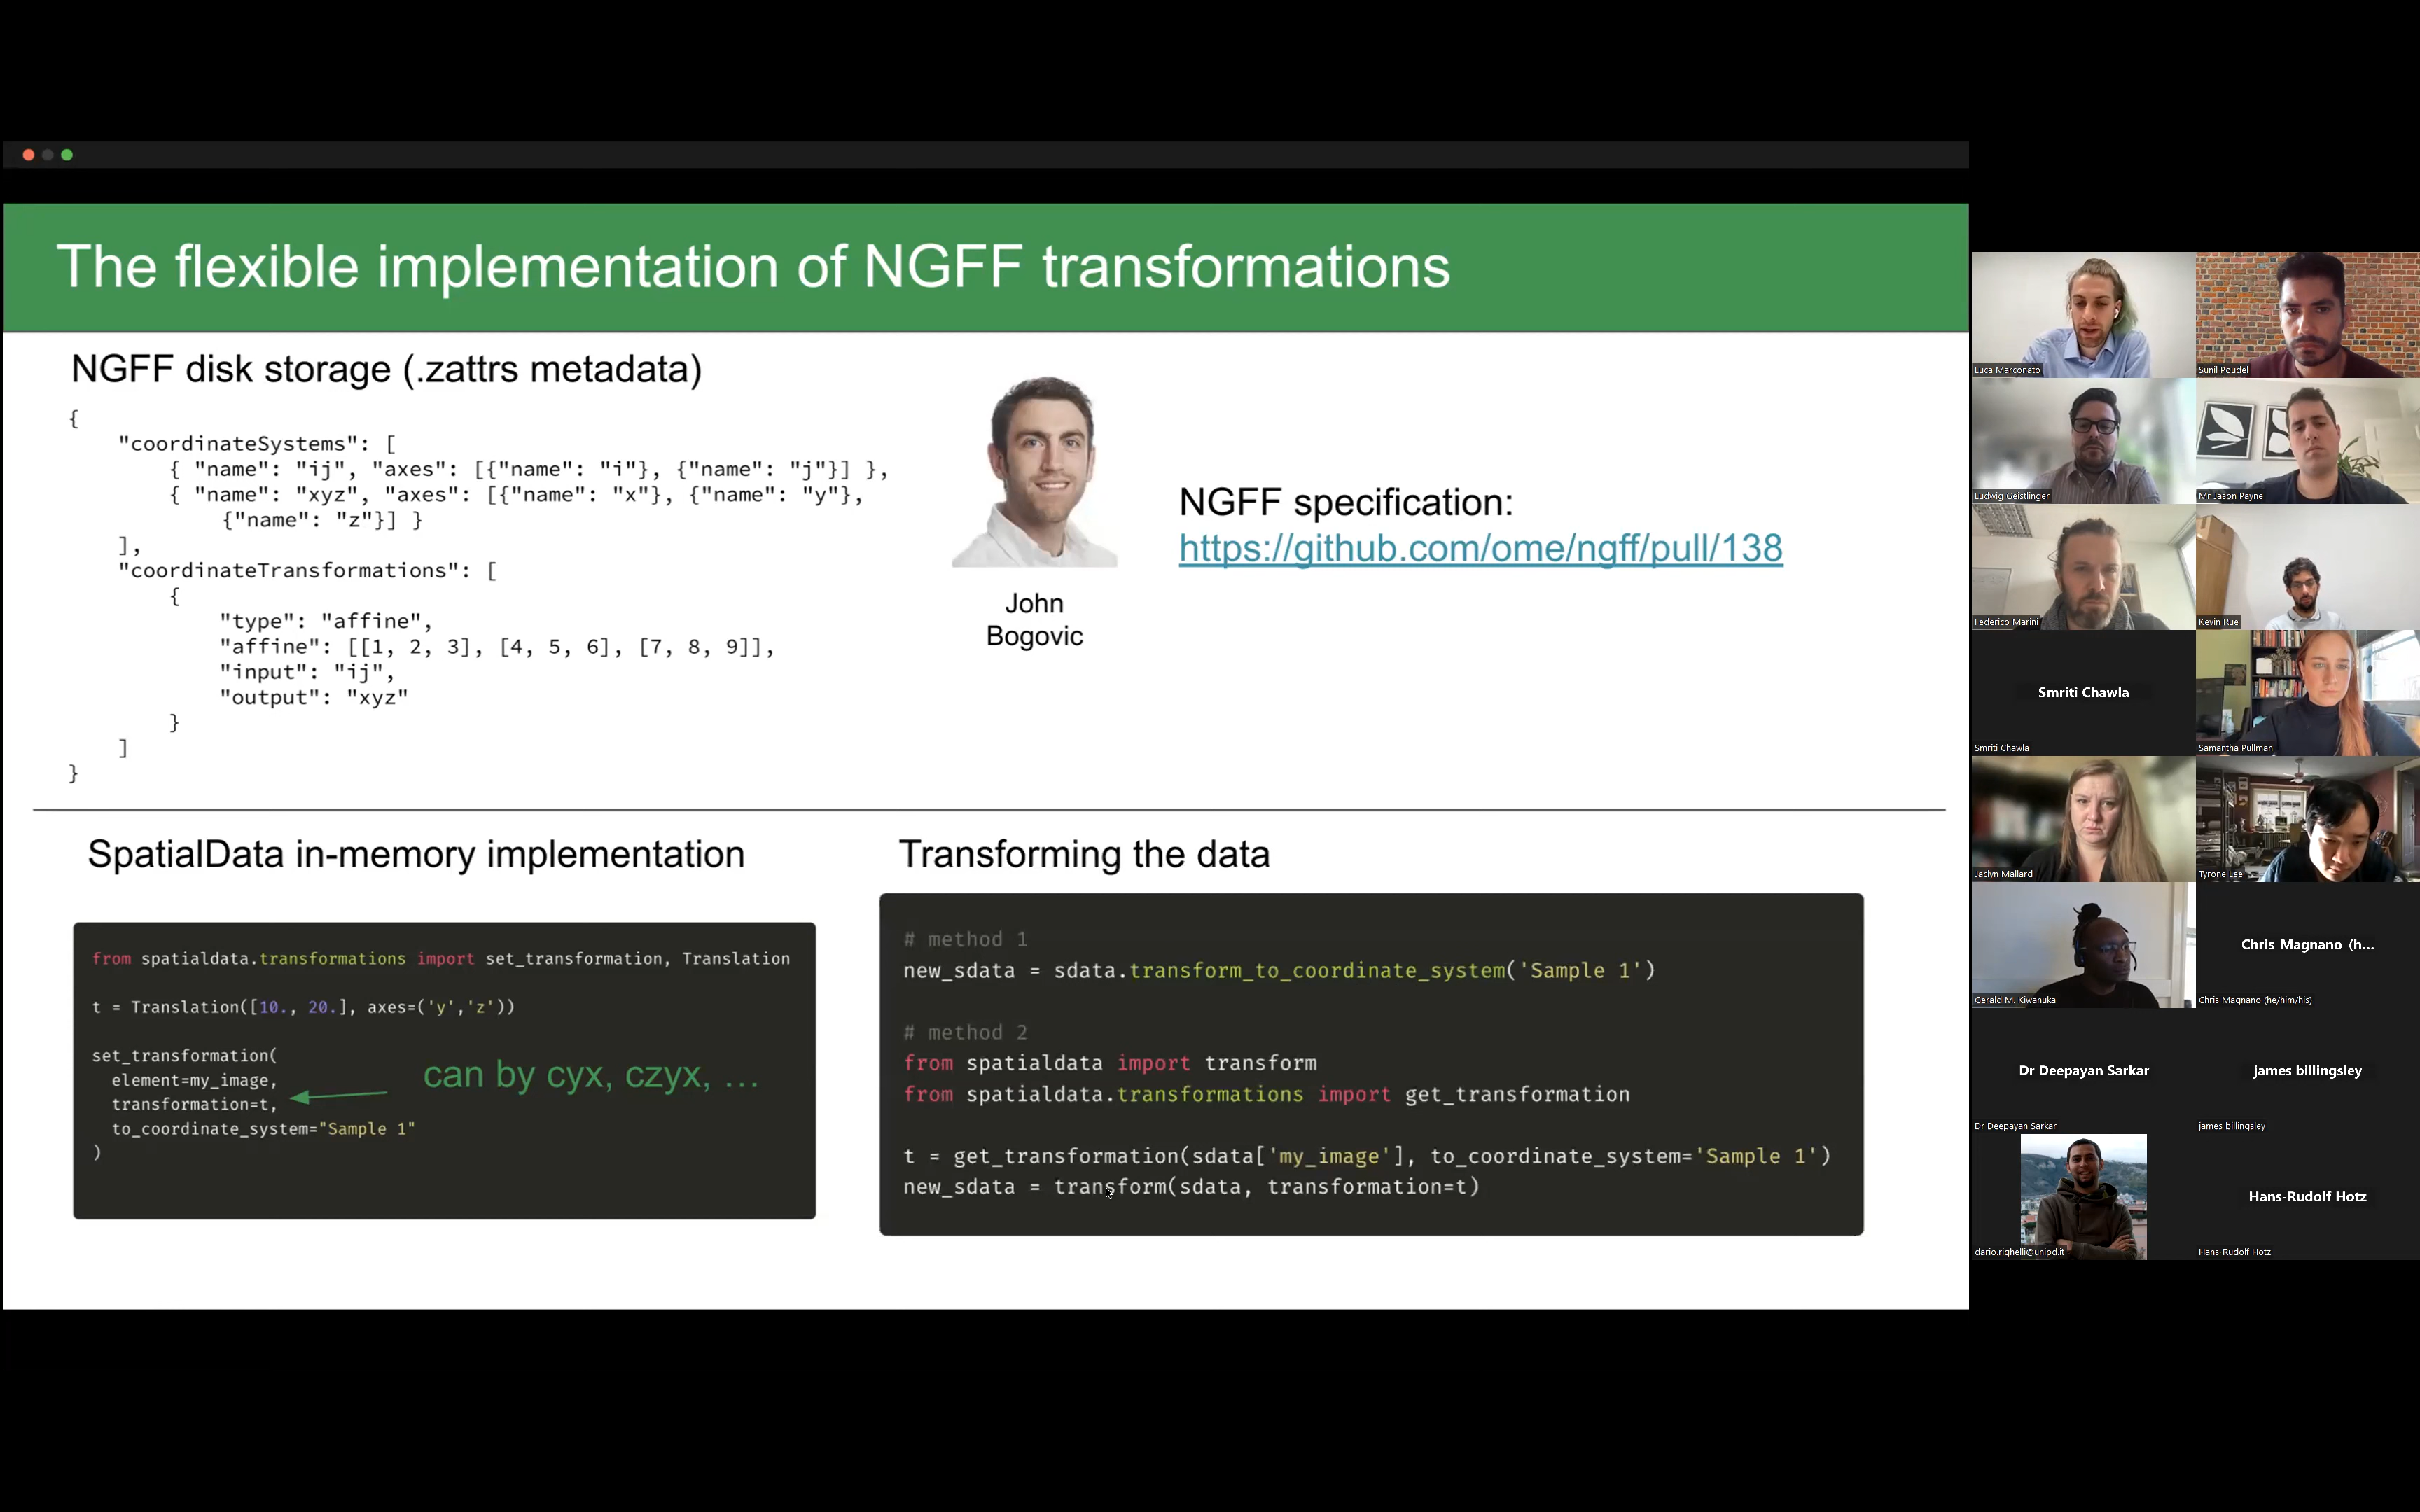 The flexible implementation of NGFF transformations
NGFF disk storage (.zattrs metadata)
{
"coordinateSystems": [
{ "name": "ij", "axes": [{"name": "i"}, {"name": "j"}] },
{ "name": "xyz", "axes": [{"name": "x"}, {"name": "y"},
{"name": "z"}] }
],
"coordinateTransformations": [
{
"type": "affine",
"affine": [[1, 2, 3], [4, 5, 6], [7, 8, 9]],
"input": "ij",
"output": "xyz"
}
]
}
John
Bogovic
NGFF specification:
https://github.com/ome/ngff/pull/138
SpatialData in-memory implementation
from spatialdata.transformations import set_transformation, Translation
t = Translation([10., 20.], axes=('y','z'))
set_transformation(
element=my_image,
transformation=t,
to_coordinate_system="Sample 1"
)
can by cyx, czyx, …
Transforming the data
# method 1
new_sdata = sdata.transform_to_coordinate_system('Sample 1')
# method 2
from spatialdata import transform
from spatialdata.transformations import get_transformation
t = get_transformation(sdata['my_image'], to_coordinate_system='Sample 1')
new_sdata = transform(sdata, transformation=t)
Luca Marconato
Sunil Poudel
Ludwig Geistlinger
Mr Jason Payne
Federico Marini
Kevin Rue
Smriti Chawla
Smriti Chawla
Samantha Pullman
Jaclyn Mallard
Tyrone Lee
Gerald M. Kiwanuka
Chris Magnano (h...
Chris Magnano (he/him/his)
Dr Deepayan Sarkar
Dr Deepayan Sarkar
james billingsley
james billingsley
dario.righelli@unipd.it
Hans-Rudolf Hotz
Hans-Rudolf Hotz